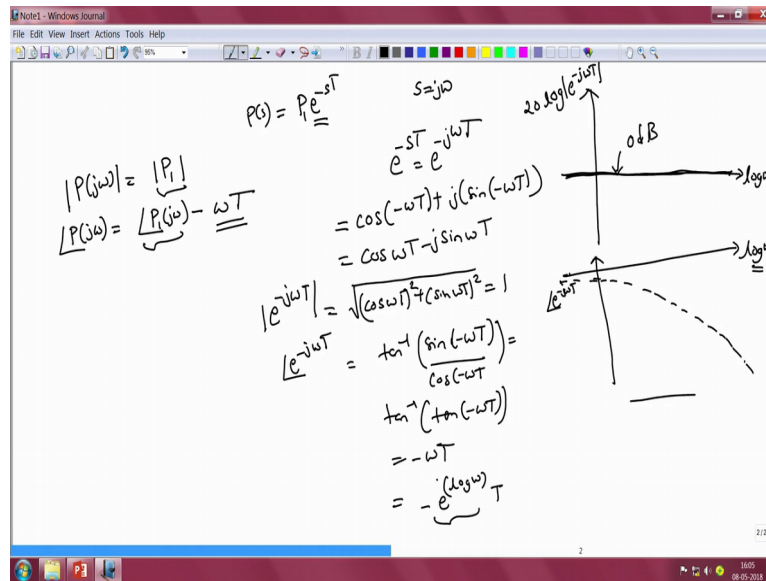 Note1 - Windows Journal
File Edit View Insert Actions Tools Help
96%
B I
P(s) = P₁e^{-sT}
s=jω
e^{-sT} = e^{-jωT}
= cos(-ωT) + j(sin(-ωT))
= cos ωT - j sin ωT
|P(jω)| = |P₁|
∠P(jω) = ∠P₁(jω) - ωT
|e^{-jωT}| = √((cos ωT)² + (sin ωT)²) = 1
∠e^{-jωT} = tan⁻¹(sin(-ωT)/cos(-ωT) =
tan⁻¹(tan(-ωT))
= -ωT
= -e^{(log ω)} T
20 log|e^{-jωT}|
0 dB
log ω
log ω
∠e^{-jωT}
2
16:05
08-05-2018